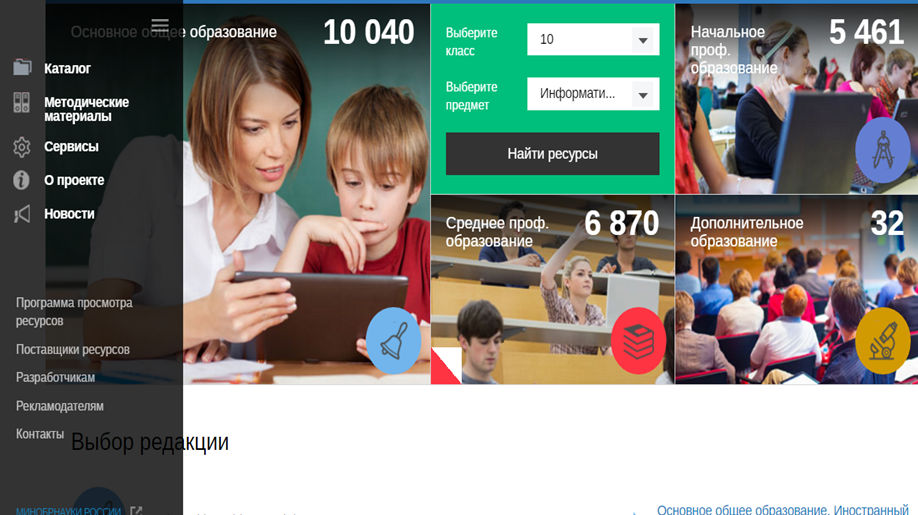 Основное общее образование
10 040
Каталог
Методические
материалы
Сервисы
О проекте
Новости
Программа просмотра
ресурсов
Поставщики ресурсов
Разработчикам
Рекламодателям
Контакты
МИНОБРНАУКИ РОССИИ
Выберите
класс
10
Выберите
предмет
Информати...
Найти ресурсы
Начальное
проф.
образование
5 461
Среднее проф.
образование
6 870
Дополнительное
образование
32
Выбор редакции
Основное общее образование, Иностранный